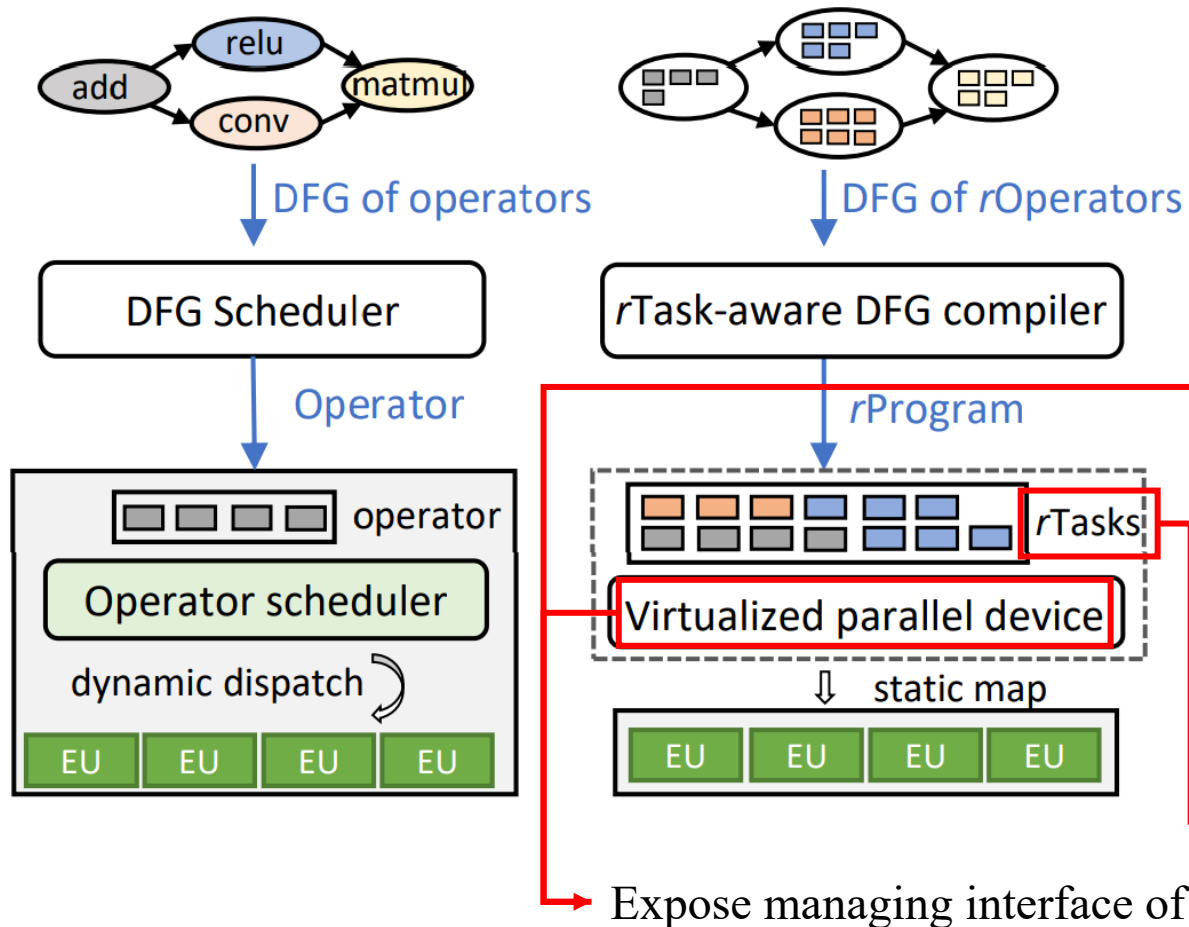 relu
add
matmul
conv
DFG of operators
DFG Scheduler
Operator
operator
Operator scheduler
dynamic dispatch
EU EU EU EU
DFG of rOperators
rTask-aware DFG compiler
rProgram
rTasks
Virtualized parallel device
static map
EU EU EU EU
Expose managing interface of